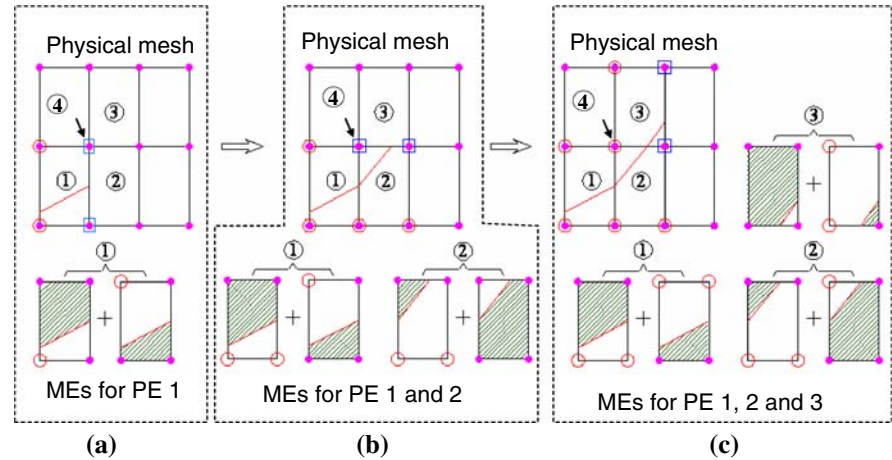 Physical mesh
④ ③
① ②
①
+
MEs for PE 1
(a)
Physical mesh
④ ③
① ②
① ②
+ +
MEs for PE 1 and 2
(b)
Physical mesh
④ ③
① ②
③
+
① ②
+ +
MEs for PE 1, 2 and 3
(c)